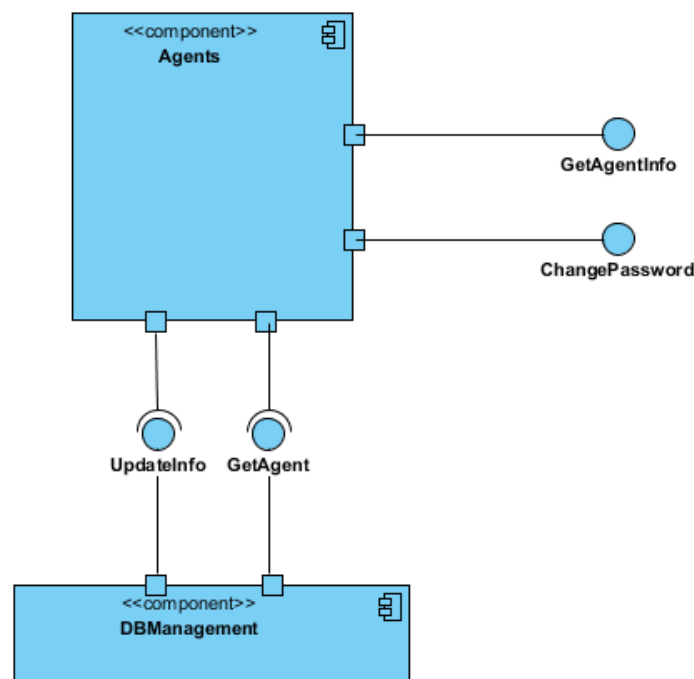 <<component>>
Agents
GetAgentInfo
ChangePassword
UpdateInfo
GetAgent
<<component>>
DBManagement